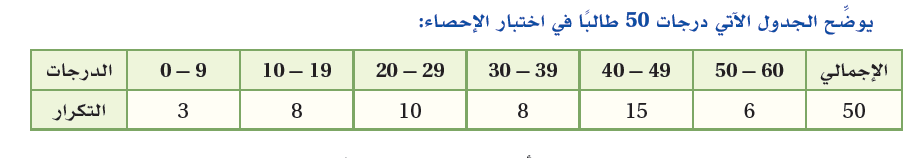 يوضِّح الجدول الآتي درجات 50 طالبًا في اختبار الإحصاء:
الدرجات 0 – 9 10 – 19 20 – 29 30 – 39 40 – 49 50 – 60 الإجمالي
التكرار 3 8 10 8 15 6 50